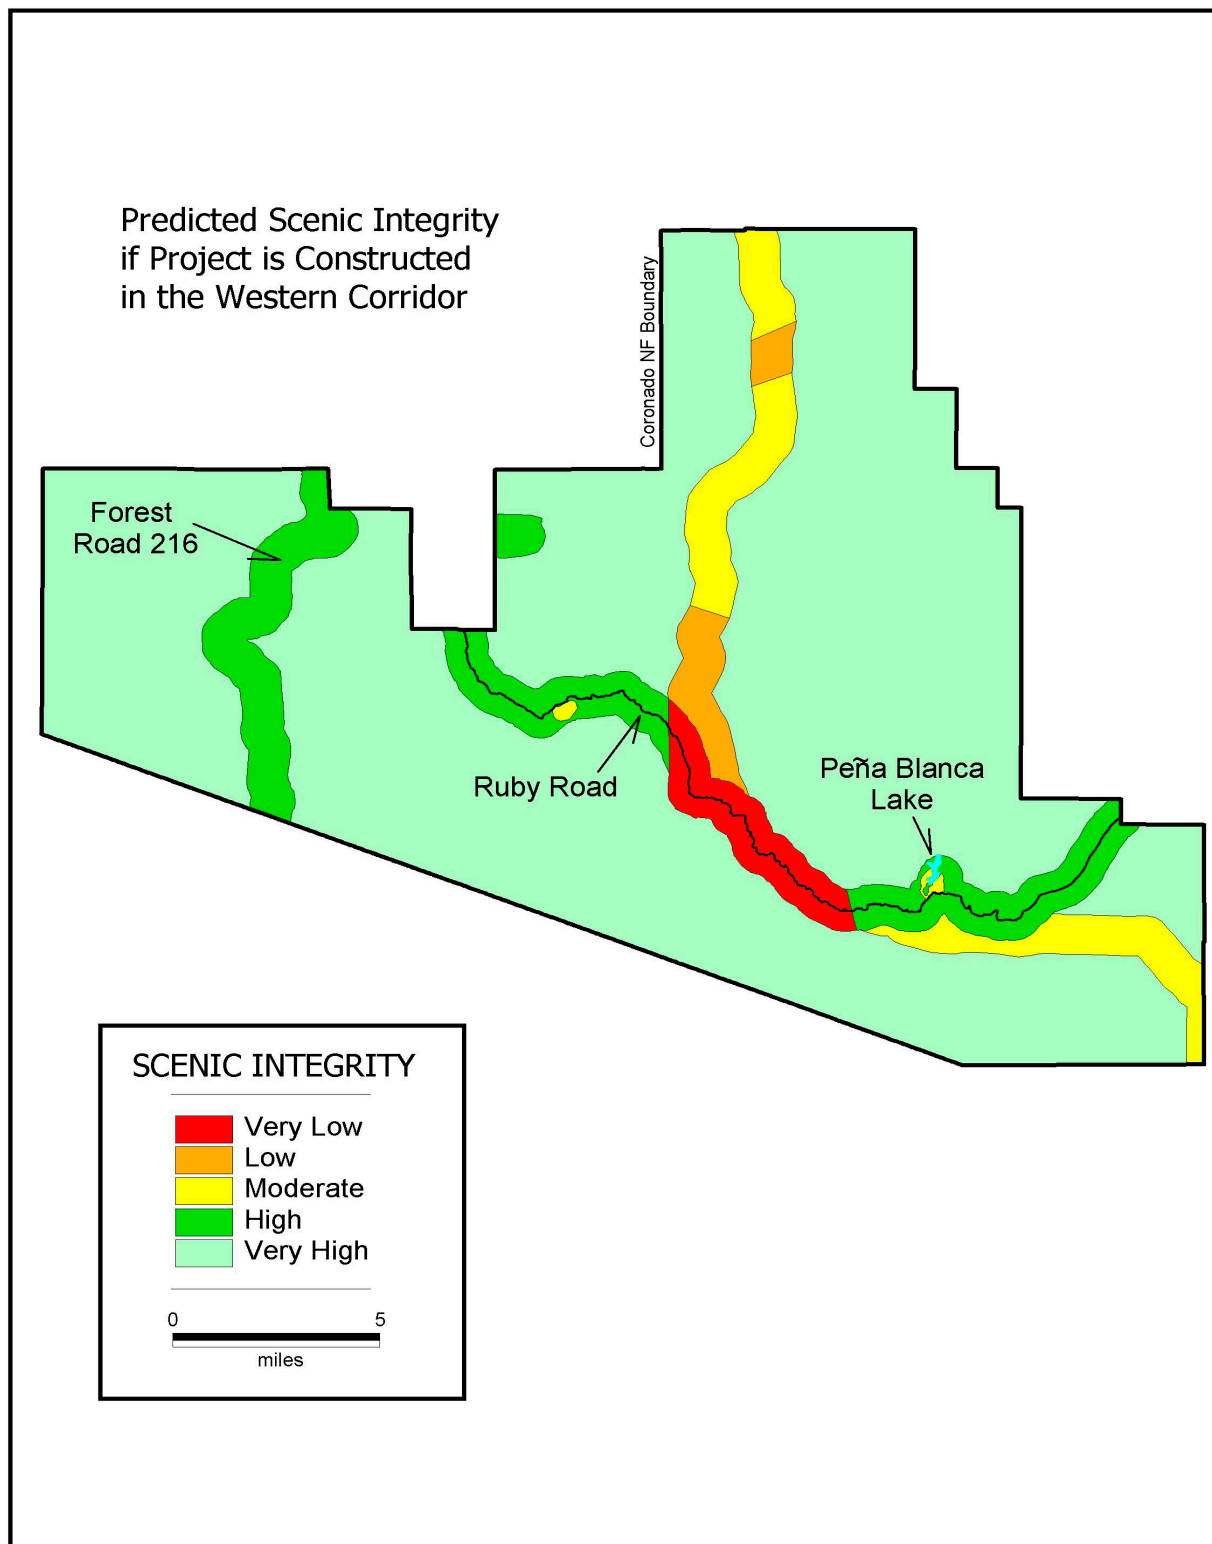 Predicted Scenic Integrity
if Project is Constructed
in the Western Corridor
Coronado NF Boundary
Forest
Road 216
Ruby Road
Peña Blanca
Lake
SCENIC INTEGRITY
Very Low
Low
Moderate
High
Very High
0 5
miles